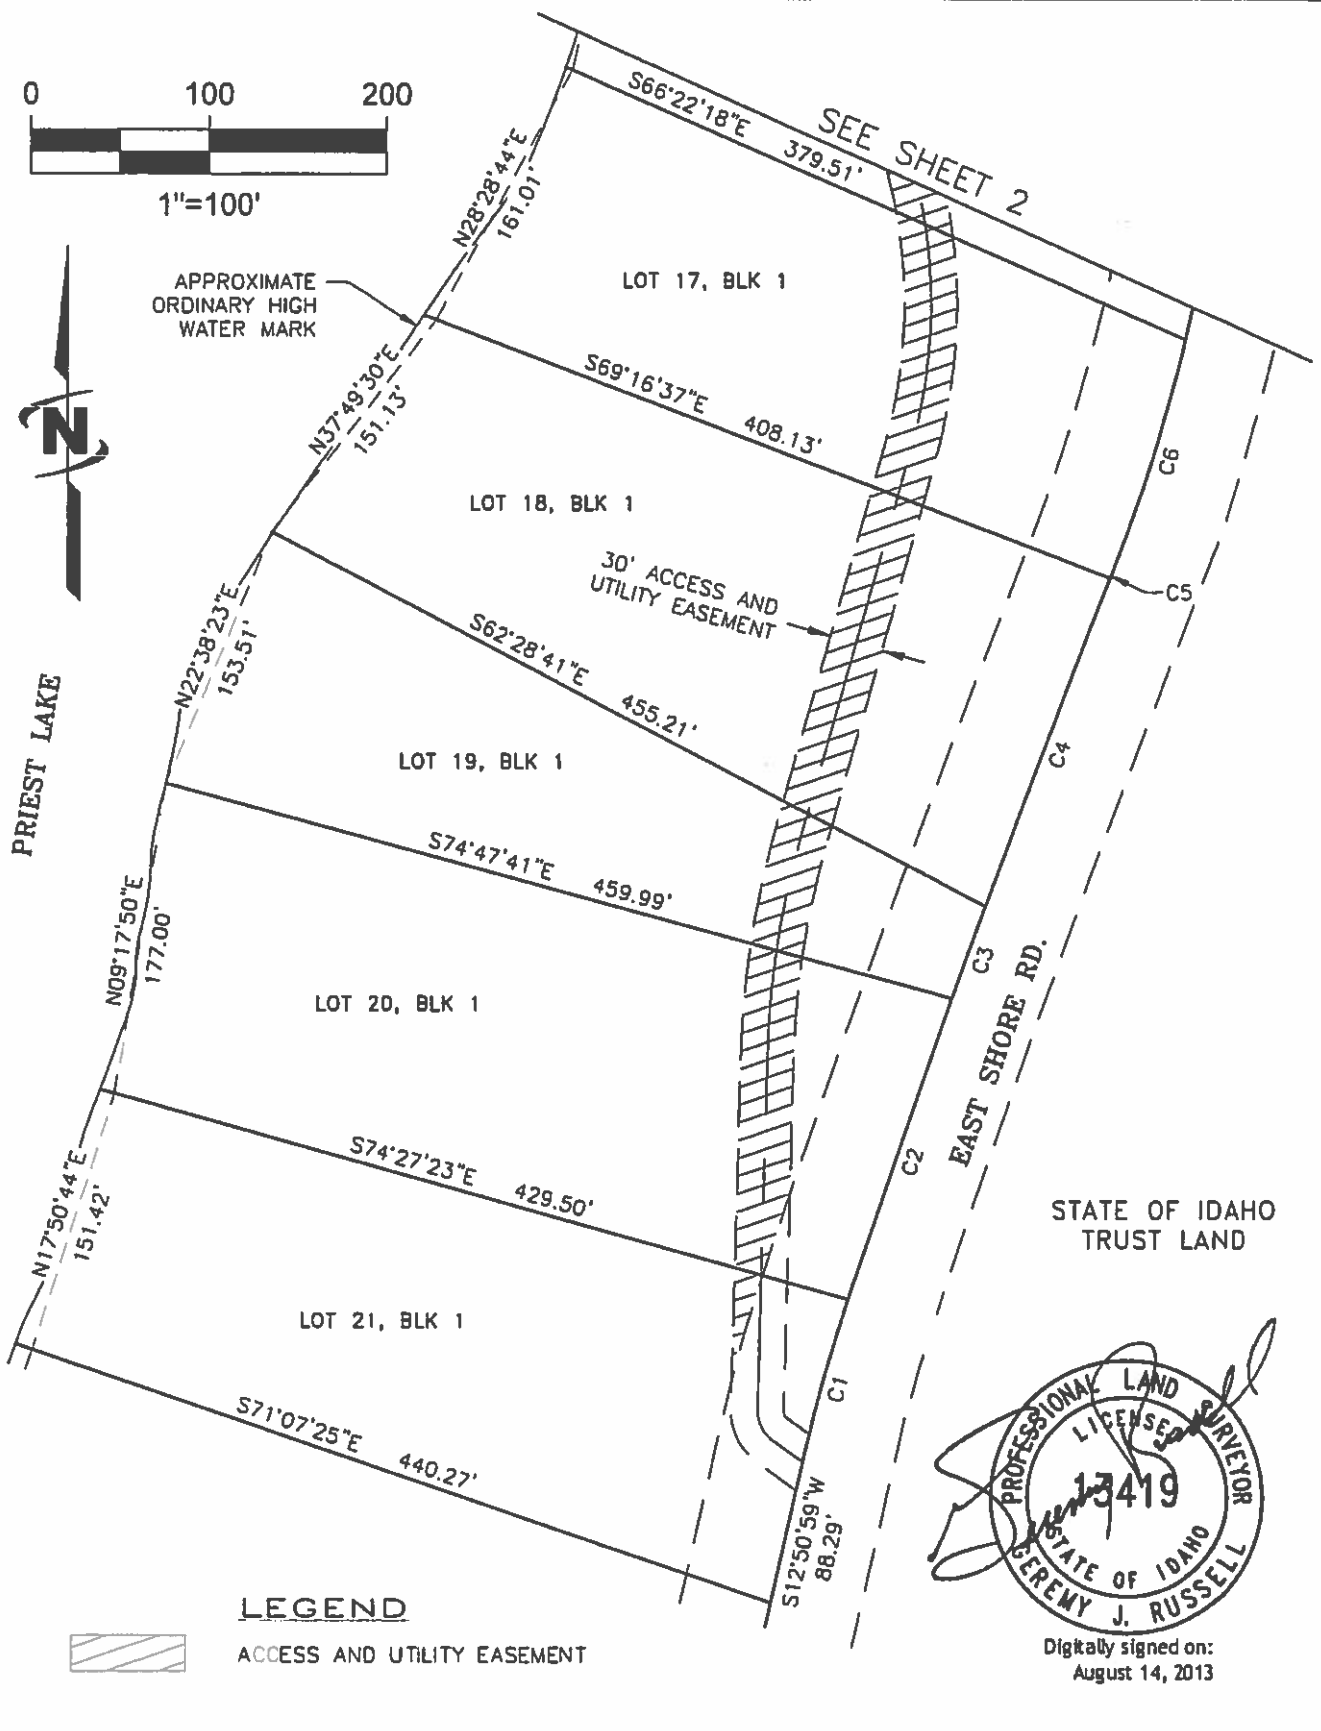 0 100 200
1"=100'
SEE SHEET 2
S66°22'18"E 379.51'
N28°28'44"E
161.01'
APPROXIMATE
ORDINARY HIGH
WATER MARK
LOT 17, BLK 1
N
N37°49'30"E
151.13'
S69°16'37"E 408.13'
C6
LOT 18, BLK 1
30' ACCESS AND
UTILITY EASEMENT
C5
N22°38'23"E
153.51'
S62°28'41"E 455.21'
PRIEST LAKE
LOT 19, BLK 1
C4
S74°47'41"E 459.99'
N09°17'50"E
177.00'
C3
LOT 20, BLK 1
EAST SHORE RD.
S74°27'23"E 429.50'
C2
N17°50'44"E
151.42'
STATE OF IDAHO
TRUST LAND
LOT 21, BLK 1
C1
S71°07'25"E 440.27'
S12°50'59"W
88.29'
PROFESSIONAL LAND SURVEYOR
LICENSED
13419
STATE OF IDAHO
GEREMY J. RUSSELL
Digitally signed on:
August 14, 2013
LEGEND
ACCESS AND UTILITY EASEMENT